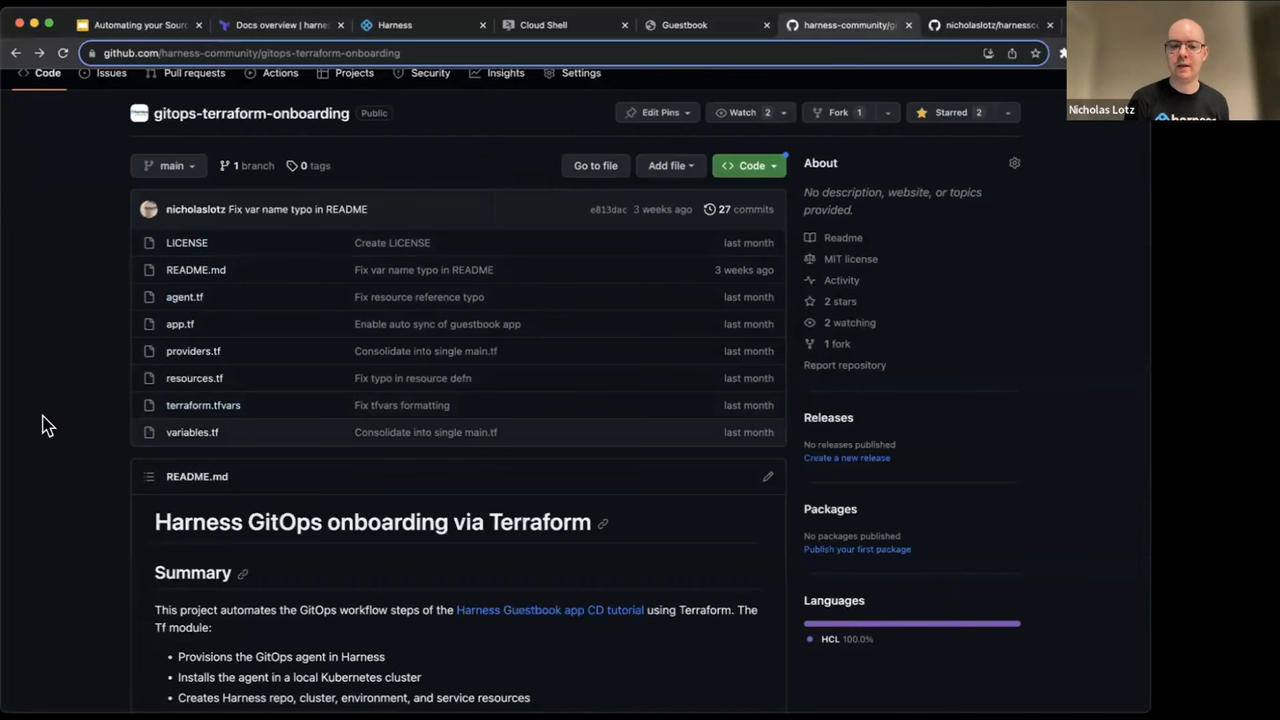 Automating your Sourc
Docs overview | harne
Harness
Cloud Shell
Guestbook
harness-community/g
nicholaslotz/harnessc
github.com/harness-community/gitops-terraform-onboarding
Code
Issues
Pull requests
Actions
Projects
Security
Insights
Settings
Nicholas Lotz
gitops-terraform-onboarding
Public
Edit Pins
Watch 2
Fork 1
Starred 2
main
1 branch
0 tags
Go to file
Add file
Code
nicholaslotz Fix var name typo in README
e813dac 3 weeks ago
27 commits
LICENSE
Create LICENSE
last month
README.md
Fix var name typo in README
3 weeks ago
agent.tf
Fix resource reference typo
last month
app.tf
Enable auto sync of guestbook app
last month
providers.tf
Consolidate into single main.tf
last month
resources.tf
Fix typo in resource defn
last month
terraform.tfvars
Fix tfvars formatting
last month
variables.tf
Consolidate into single main.tf
last month
README.md
Harness GitOps onboarding via Terraform
Summary
This project automates the GitOps workflow steps of the Harness Guestbook app CD tutorial using Terraform. The
Tf module:
• Provisions the GitOps agent in Harness
• Installs the agent in a local Kubernetes cluster
• Creates Harness repo, cluster, environment, and service resources
About
No description, website, or topics
provided.
Readme
MIT license
Activity
2 stars
2 watching
1 fork
Report repository
Releases
No releases published
Create a new release
Packages
No packages published
Publish your first package
Languages
HCL 100.0%